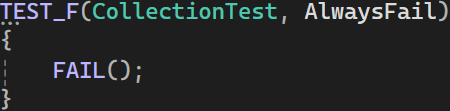 TEST_F(CollectionTest, AlwaysFail)
{
    FAIL();
}